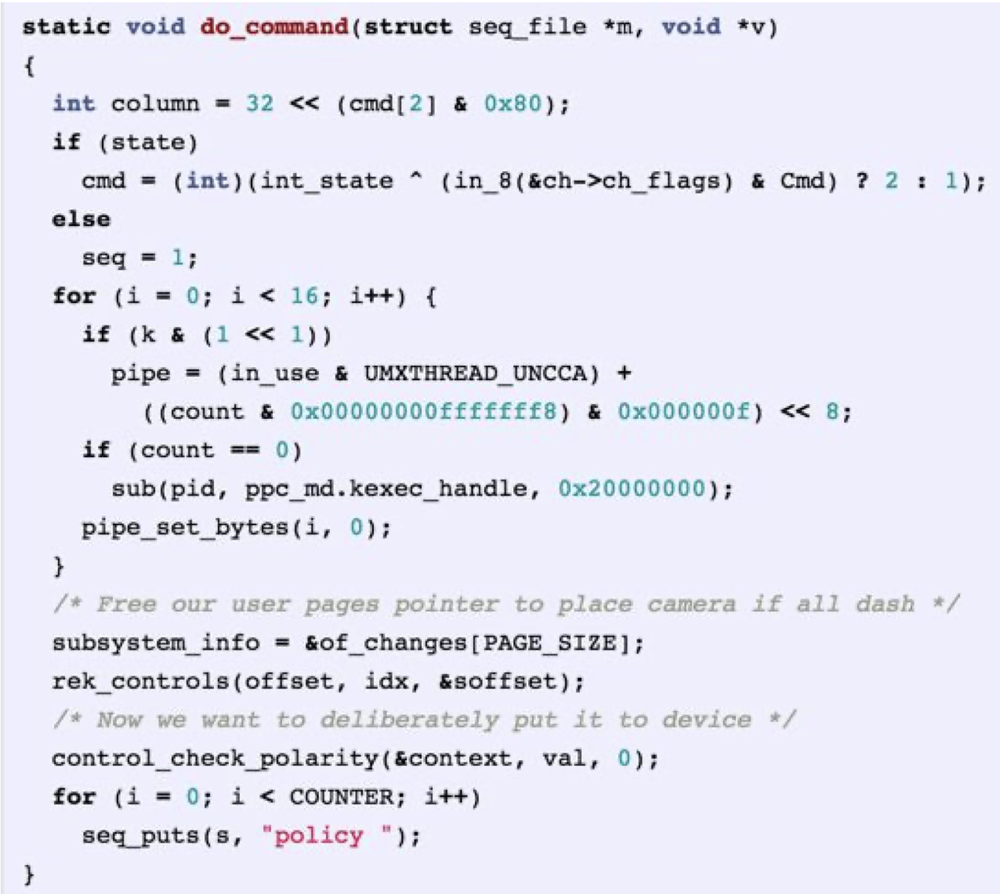 static void do_command(struct seq_file *m, void *v)
{
  int column = 32 << (cmd[2] & 0x80);
  if (state)
    cmd = (int)(int_state ^ (in_8(&ch->ch_flags) & Cmd) ? 2 : 1);
  else
    seq = 1;
  for (i = 0; i < 16; i++) {
    if (k & (1 << 1))
      pipe = (in_use & UMXTHREAD_UNCCA) +
        ((count & 0x00000000fffffff8) & 0x000000f) << 8;
    if (count == 0)
      sub(pid, ppc_md.kexec_handle, 0x20000000);
    pipe_set_bytes(i, 0);
  }
  /* Free our user pages pointer to place camera if all dash */
  subsystem_info = &of_changes[PAGE_SIZE];
  rek_controls(offset, idx, &soffset);
  /* Now we want to deliberately put it to device */
  control_check_polarity(&context, val, 0);
  for (i = 0; i < COUNTER; i++)
    seq_puts(s, "policy ");
}